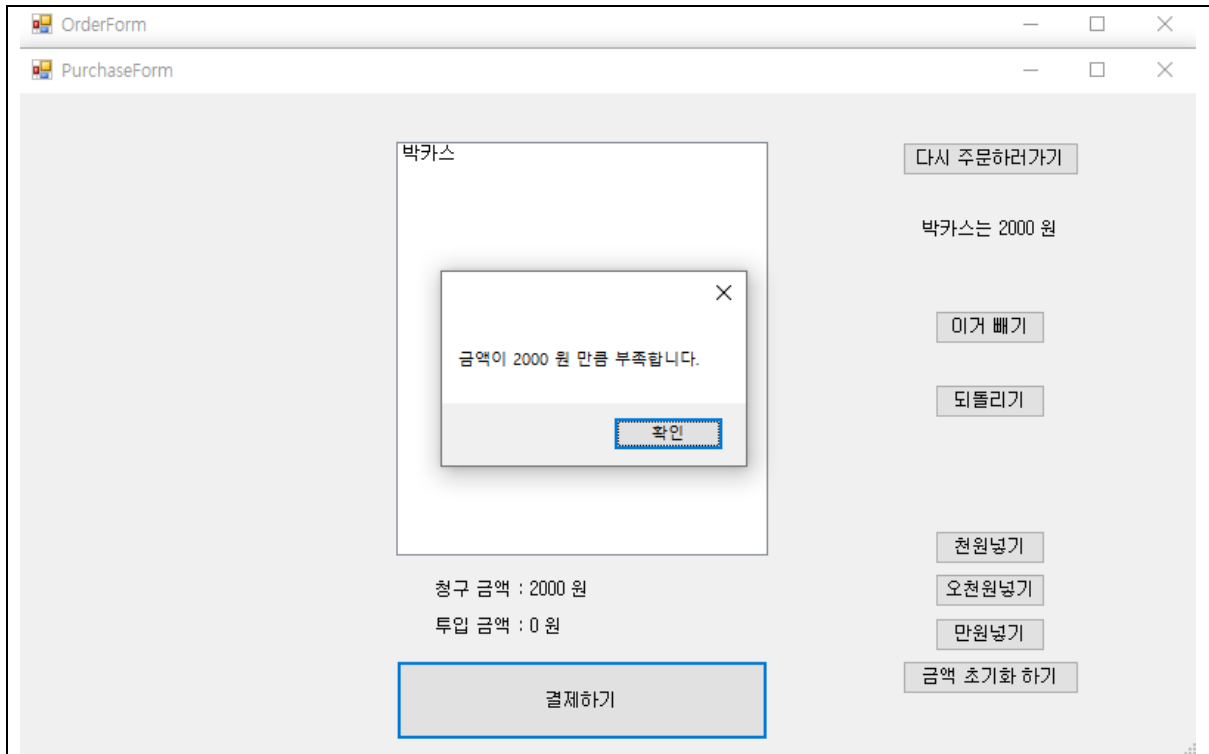 OrderForm
PurchaseForm
박카스
다시 주문하러가기
박카스는 2000 원
금액이 2000 원 만큼 부족합니다.
확인
이거 빼기
되돌리기
천원넣기
오천원넣기
만원넣기
금액 초기화 하기
청구 금액 : 2000 원
투입 금액 : 0 원
결제하기